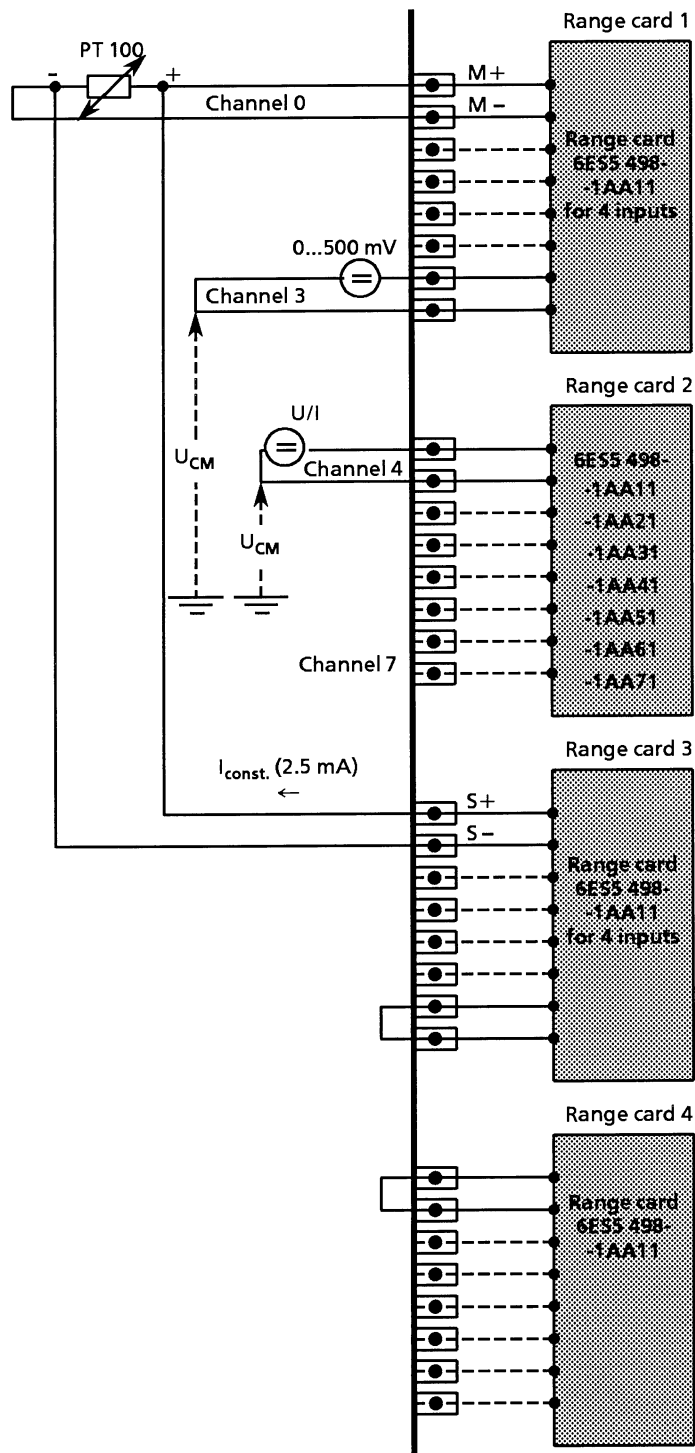 Range card 1
PT 100
- +
M+
Channel 0
M-
Range card
6ES5 498-
-1AA11
for 4 inputs
0...500 mV
=
Channel 3
Range card 2
U/I
=
Channel 4
UCM
UCM
6ES5 498-
-1AA11
-1AA21
-1AA31
-1AA41
-1AA51
-1AA61
-1AA71
Channel 7
Range card 3
Iconst. (2.5 mA)
←
S+
S-
Range card
6ES5 498-
-1AA11
for 4 inputs
Range card 4
Range card
6ES5 498-
-1AA11